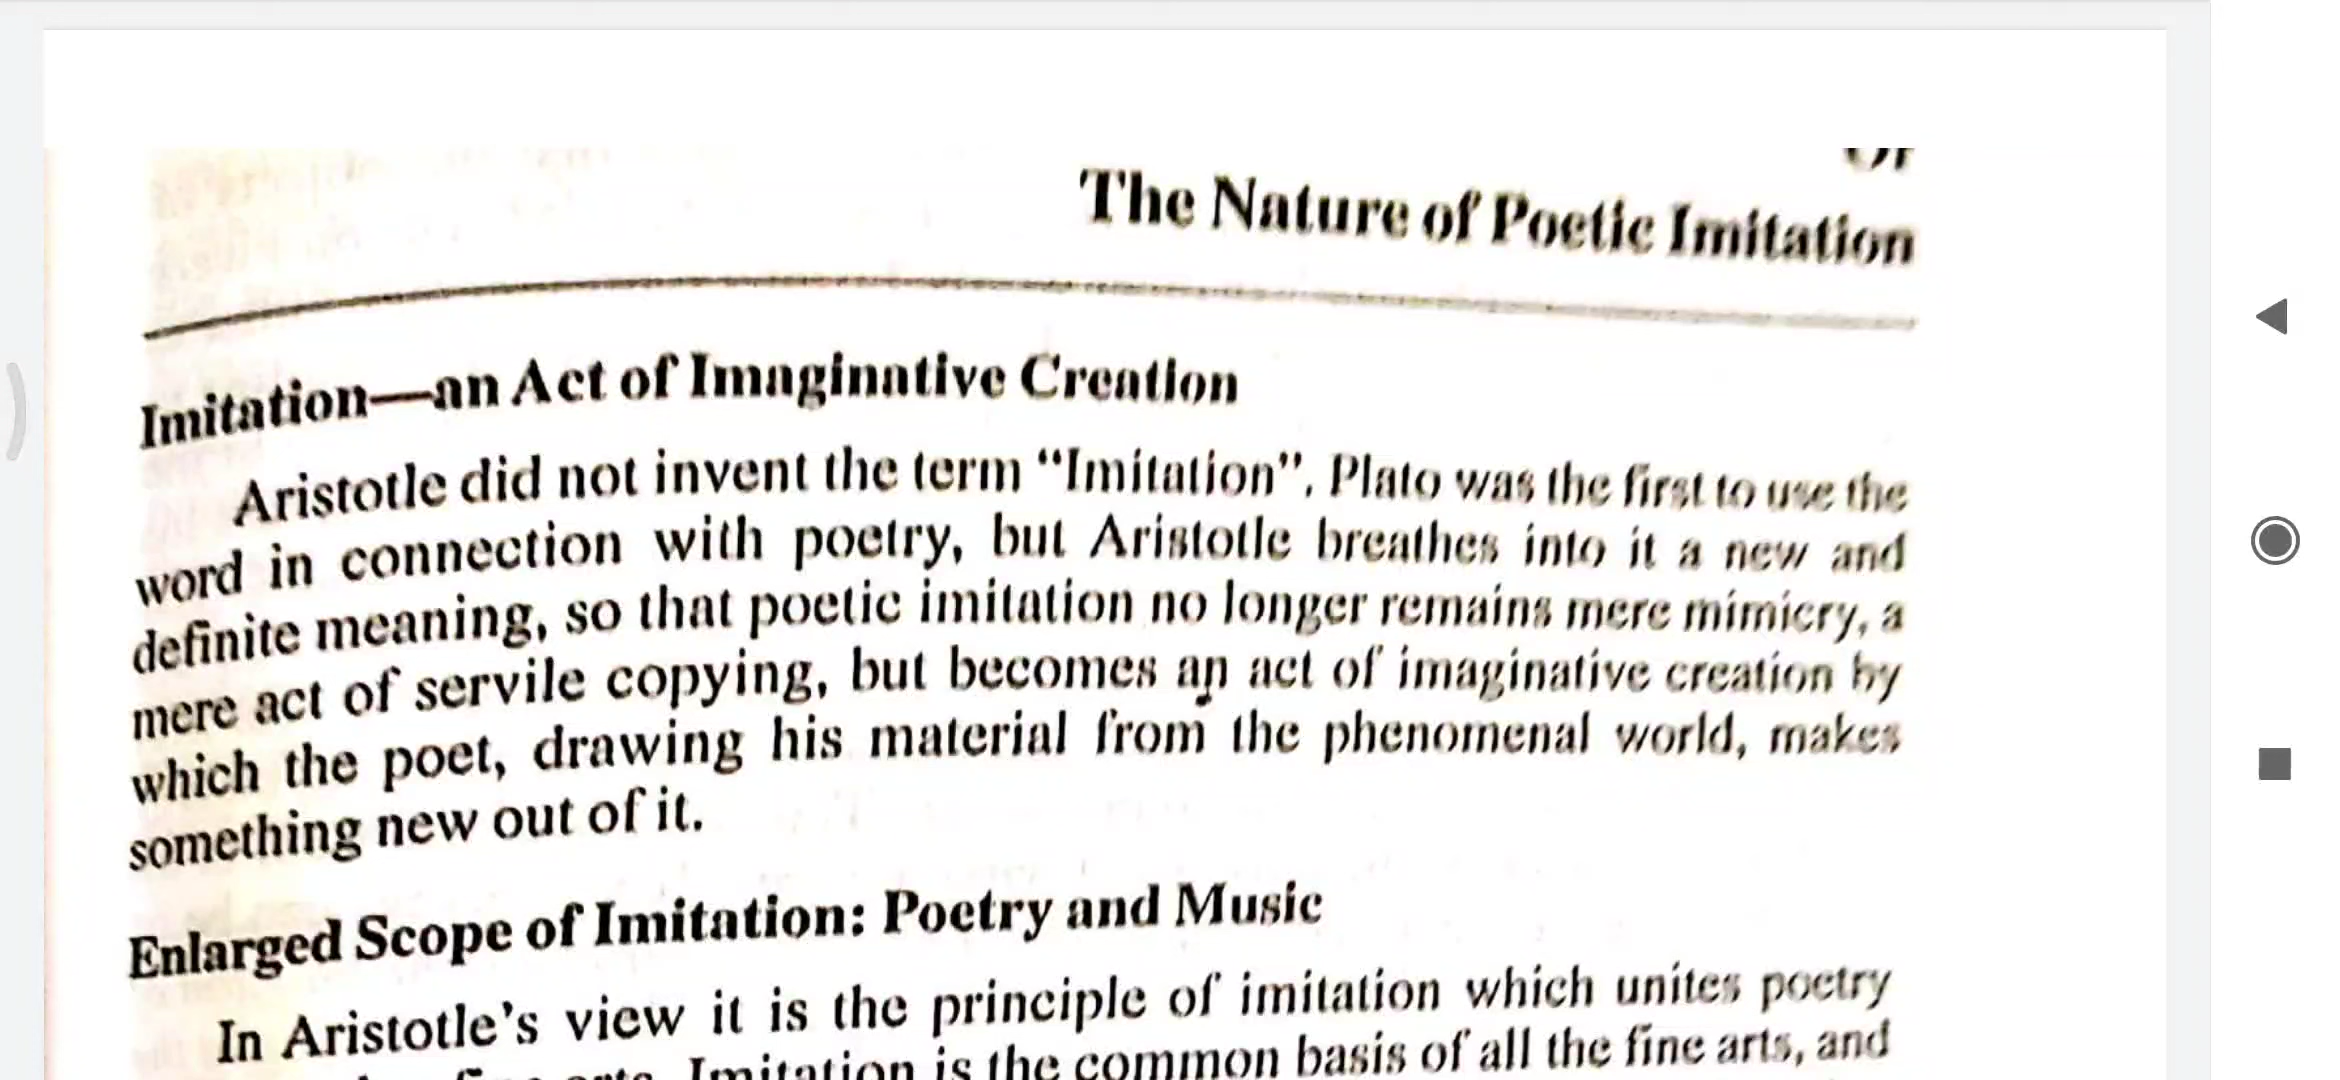 The Nature of Poetic Imitation
Imitation—an Act of Imaginative Creation
Aristotle did not invent the term “Imitation”. Plato was the first to use the
word in connection with poetry, but Aristotle breathes into it a new and
definite meaning, so that poetic imitation no longer remains mere mimicry, a
mere act of servile copying, but becomes an act of imaginative creation by
which the poet, drawing his material from the phenomenal world, makes
something new out of it.
Enlarged Scope of Imitation: Poetry and Music
In Aristotle’s view it is the principle of imitation which unites poetry
Imitation is the common basis of all the fine arts, and